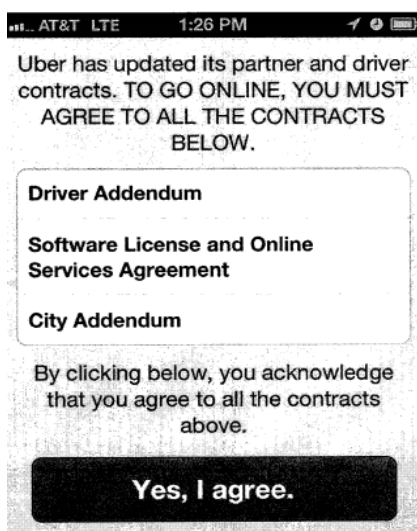 AT&T LTE 1:26 PM
Uber has updated its partner and driver
contracts. TO GO ONLINE, YOU MUST
AGREE TO ALL THE CONTRACTS
BELOW.
Driver Addendum
Software License and Online
Services Agreement
City Addendum
By clicking below, you acknowledge
that you agree to all the contracts
above.
Yes, I agree.